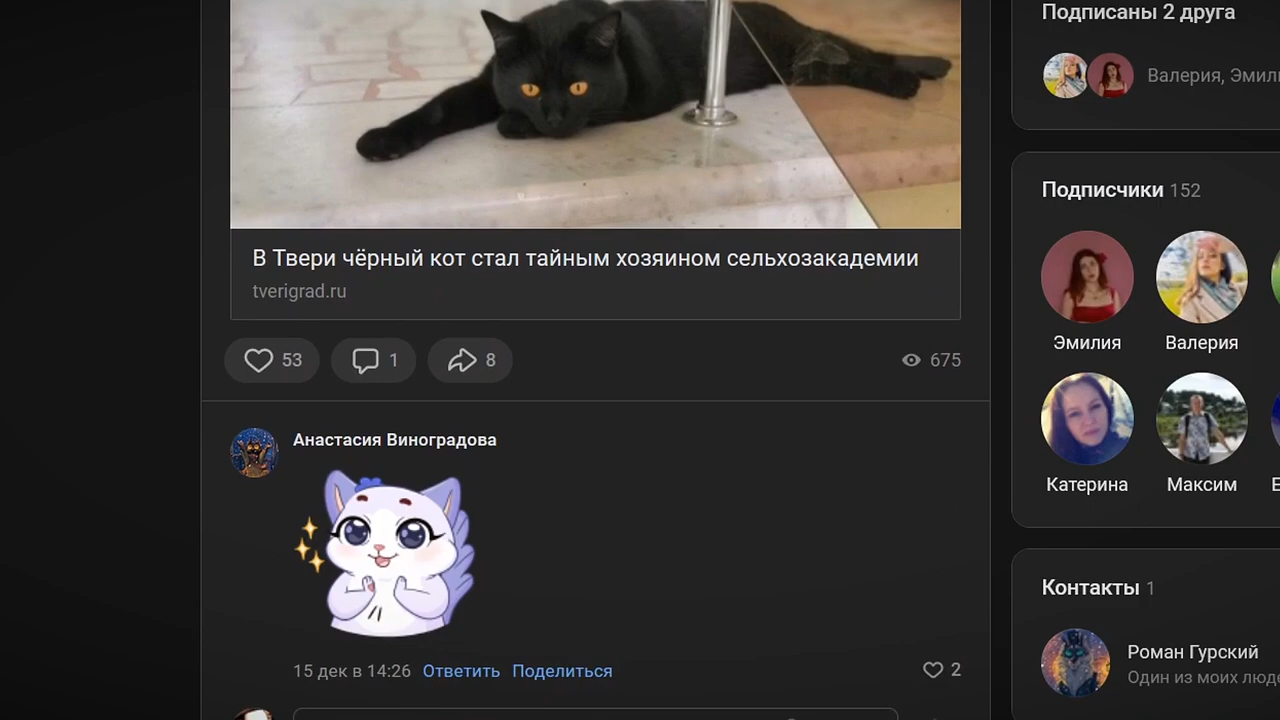 В Твери чёрный кот стал тайным хозяином сельхозакадемии
tverigrad.ru
53
1
8
675
Анастасия Виноградова
15 дек в 14:26 Ответить Поделиться
2
Подписаны 2 друга
Валерия, Эмил
Подписчики 152
Эмилия
Валерия
Катерина
Максим
Контакты 1
Роман Гурский
Один из моих люд